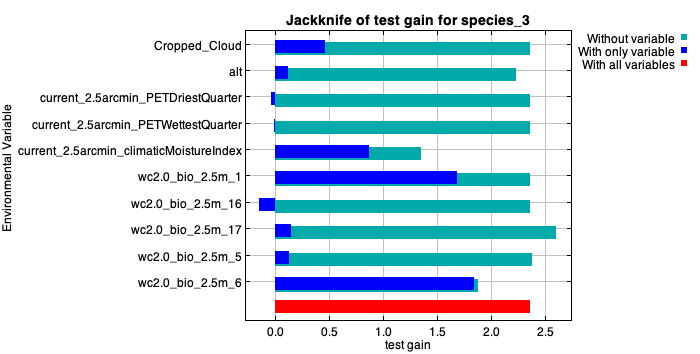 Jackknife of test gain for species_3
Without variable
With only variable
With all variables
Environmental Variable
Cropped_Cloud
alt
current_2.5arcmin_PETDriestQuarter
current_2.5arcmin_PETWettestQuarter
current_2.5arcmin_climaticMoistureIndex
wc2.0_bio_2.5m_1
wc2.0_bio_2.5m_16
wc2.0_bio_2.5m_17
wc2.0_bio_2.5m_5
wc2.0_bio_2.5m_6
0.0 0.5 1.0 1.5 2.0 2.5
test gain